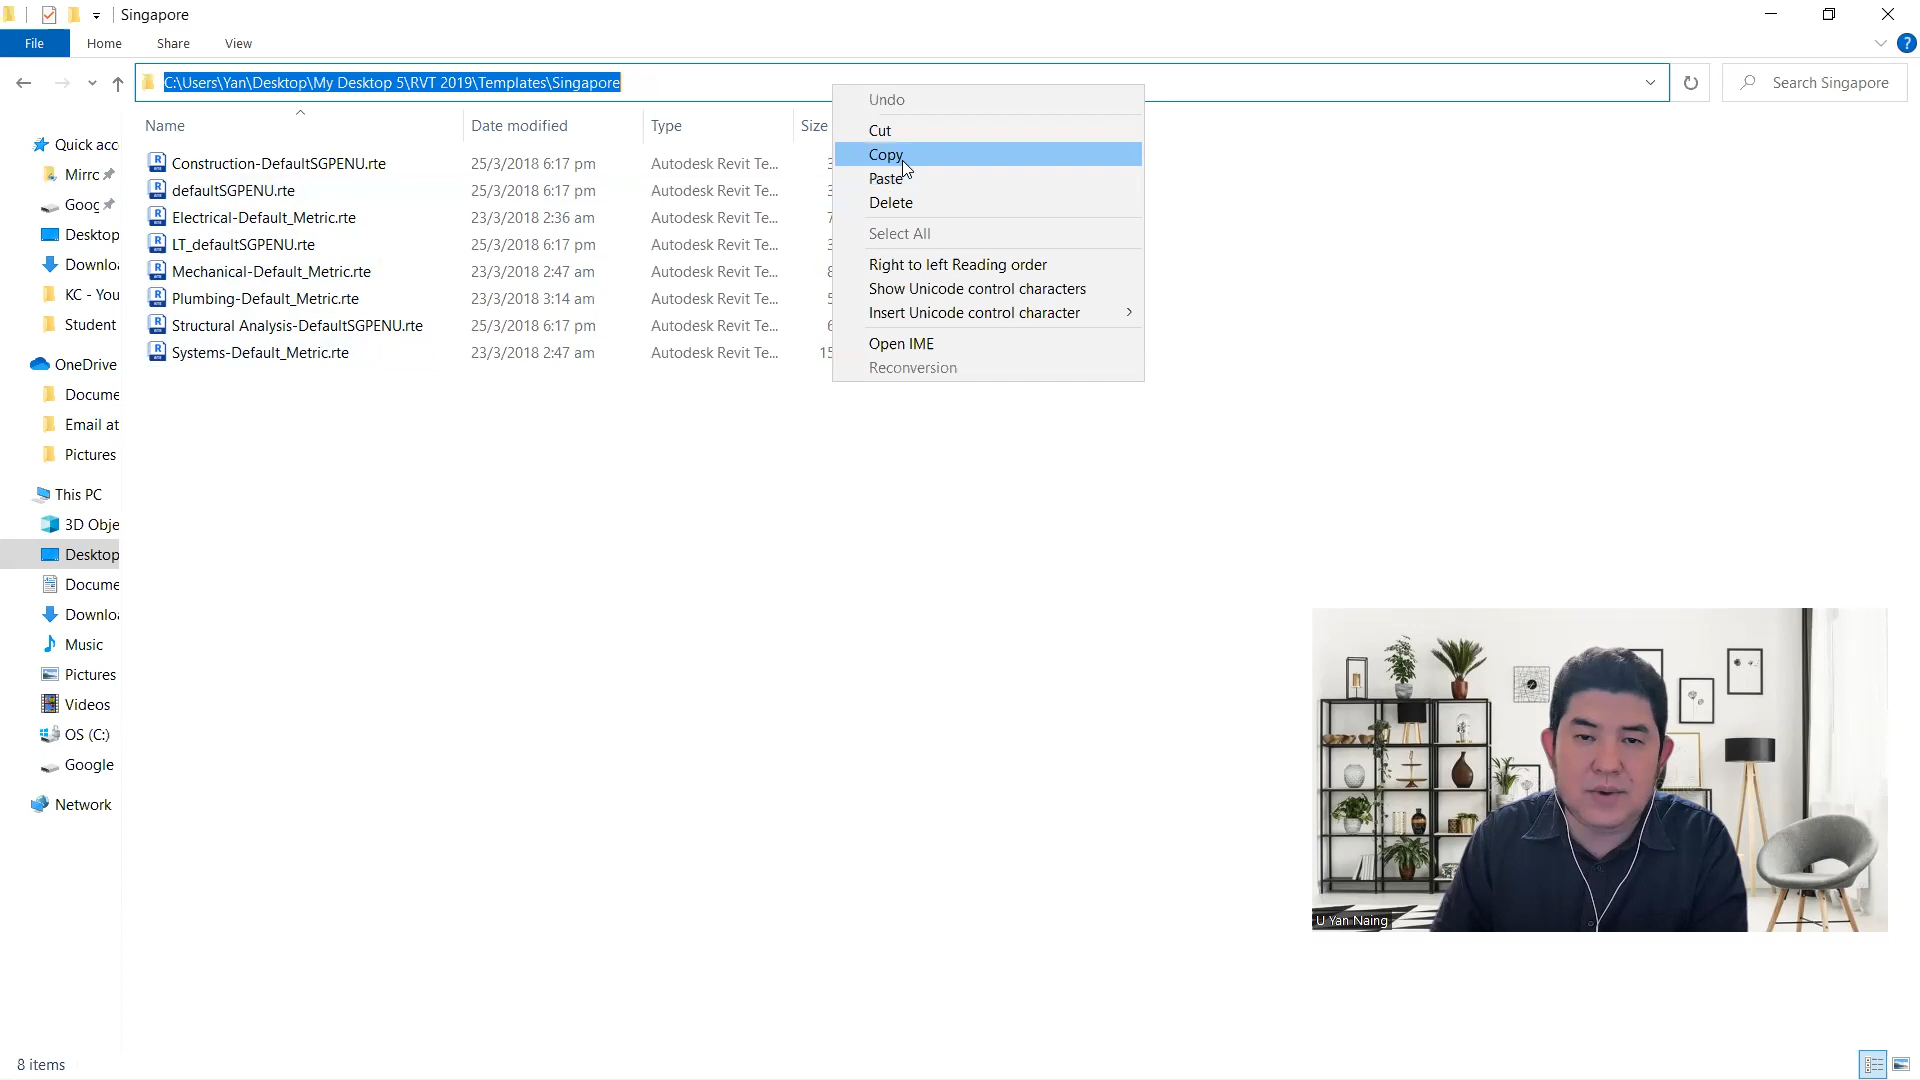 Singapore
File Home Share View
C:\Users\Yan\Desktop\My Desktop 5\RVT 2019\Templates\Singapore
Search Singapore
Name Date modified Type Size
Construction-DefaultSGPENU.rte 25/3/2018 6:17 pm Autodesk Revit Te...
defaultSGPENU.rte 25/3/2018 6:17 pm Autodesk Revit Te...
Electrical-Default_Metric.rte 23/3/2018 2:36 am Autodesk Revit Te...
LT_defaultSGPENU.rte 25/3/2018 6:17 pm Autodesk Revit Te...
Mechanical-Default_Metric.rte 23/3/2018 2:47 am Autodesk Revit Te...
Plumbing-Default_Metric.rte 23/3/2018 3:14 am Autodesk Revit Te...
Structural Analysis-DefaultSGPENU.rte 25/3/2018 6:17 pm Autodesk Revit Te...
Systems-Default_Metric.rte 23/3/2018 2:47 am Autodesk Revit Te... 15
Undo
Cut
Copy
Paste
Delete
Select All
Right to left Reading order
Show Unicode control characters
Insert Unicode control character
Open IME
Reconversion
Quick acc
Mirrc
Goog
Desktop
Downloa
KC - You
Student
OneDrive
Docume
Email at
Pictures
This PC
3D Obje
Desktop
Docume
Downloa
Music
Pictures
Videos
OS (C:)
Google
Network
U Yan Naing
8 items